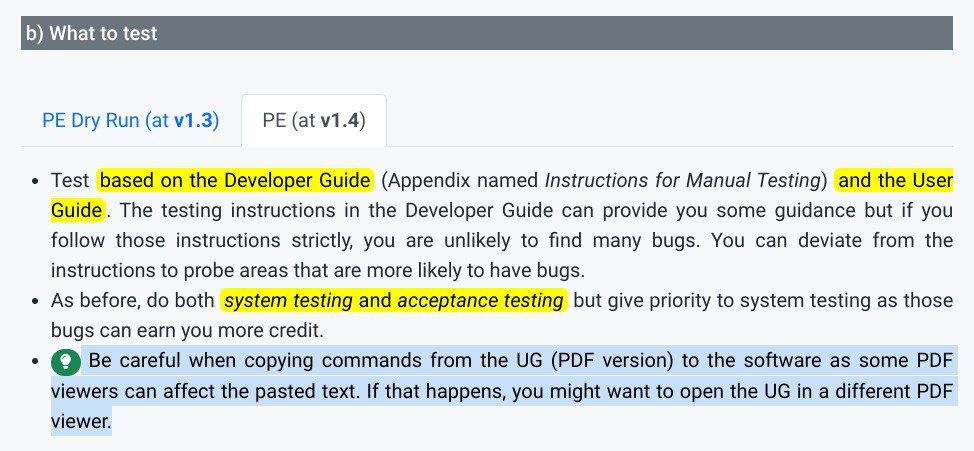 b) What to test
PE Dry Run (at v1.3) PE (at v1.4)
• Test based on the Developer Guide (Appendix named Instructions for Manual Testing) and the User
Guide. The testing instructions in the Developer Guide can provide you some guidance but if you
follow those instructions strictly, you are unlikely to find many bugs. You can deviate from the
instructions to probe areas that are more likely to have bugs.
• As before, do both system testing and acceptance testing but give priority to system testing as those
bugs can earn you more credit.
• Be careful when copying commands from the UG (PDF version) to the software as some PDF
viewers can affect the pasted text. If that happens, you might want to open the UG in a different PDF
viewer.